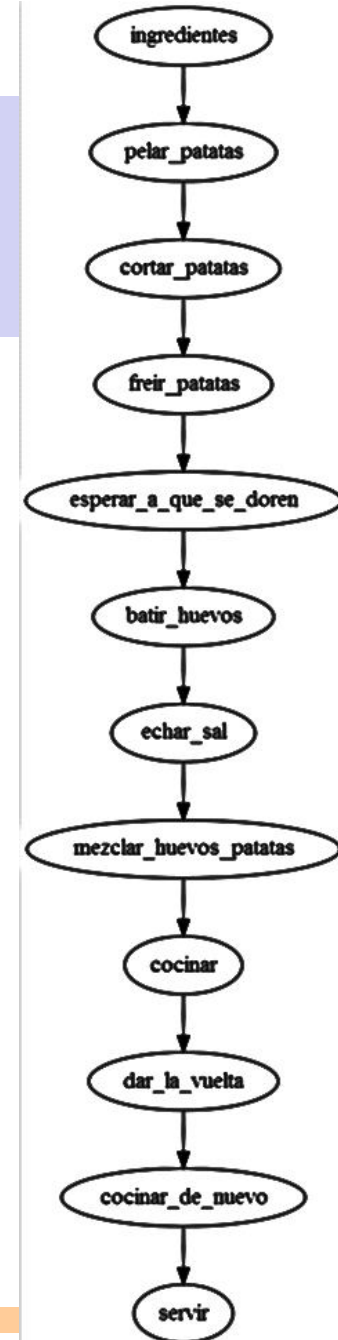 ingredientes
pelar_patatas
cortar_patatas
freir_patatas
esperar_a_que_se_doren
batir_huevos
echar_sal
mezclar_huevos_patatas
cocinar
dar_la_vuelta
cocinar_de_nuevo
servir